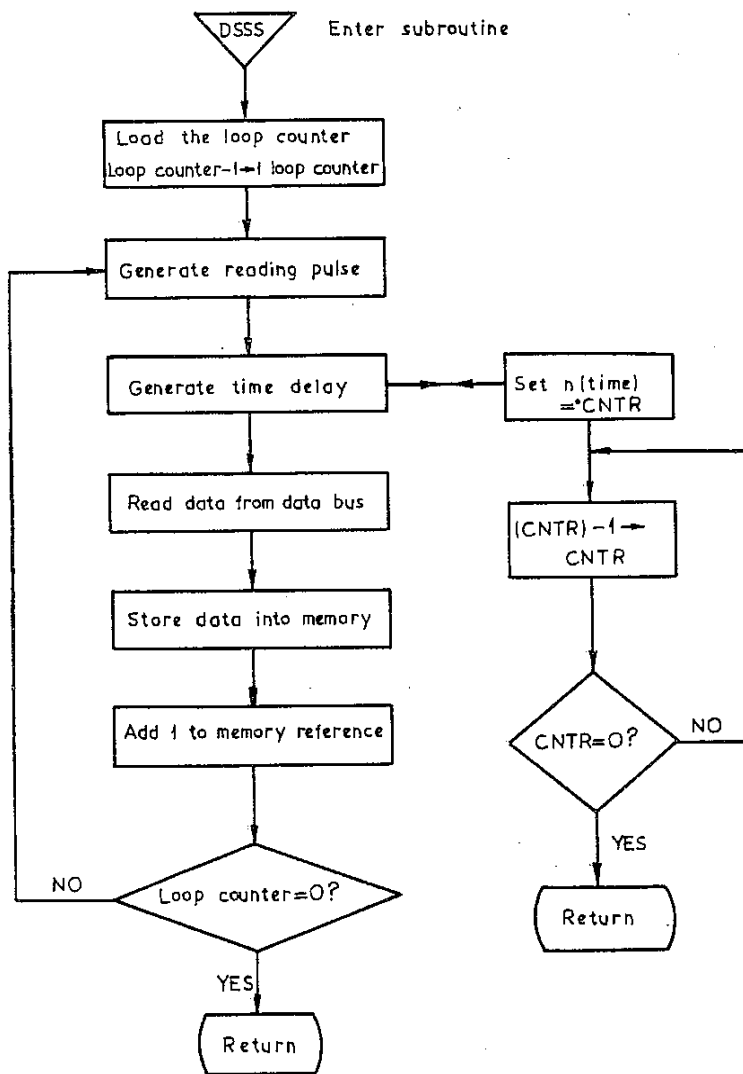 DSSS
Enter subroutine
Load the loop counter
Loop counter-1→1 loop counter
Generate reading pulse
Generate time delay
Set n(time)
=*CNTR
Read data from data bus
(CNTR)-1→
CNTR
Store data into memory
Add 1 to memory reference
CNTR=0?
NO
YES
NO
Loop counter=0?
Return
YES
Return